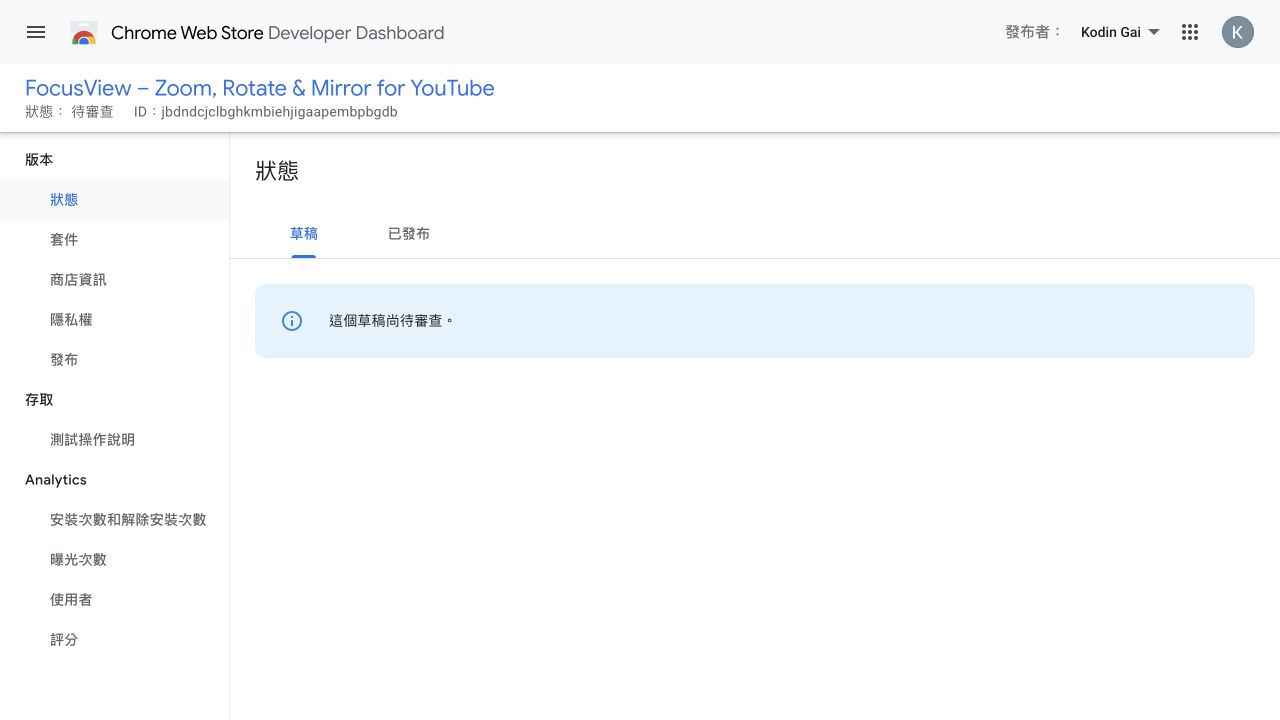 Chrome Web Store Developer Dashboard
發布者： Kodin Gai
K
FocusView – Zoom, Rotate & Mirror for YouTube
狀態： 待審查 ID：jbdndcjclbghkmbiehjigaapembpbgdb
版本
狀態
套件
商店資訊
隱私權
發布
存取
測試操作說明
Analytics
安裝次數和解除安裝次數
曝光次數
使用者
評分
狀態
草稿 已發布
這個草稿尚待審查。